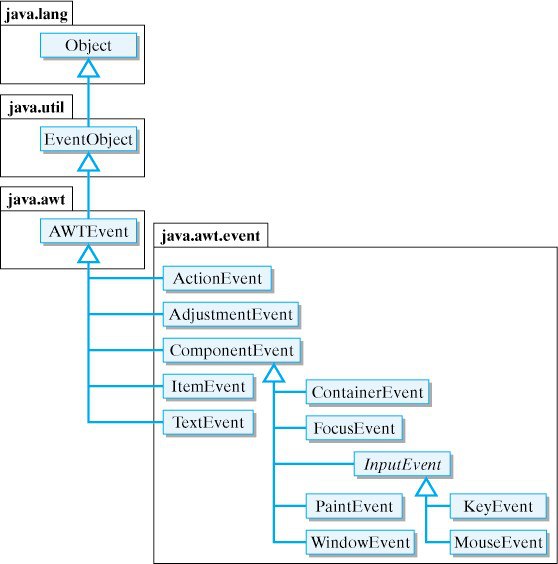 java.lang
Object
java.util
EventObject
java.awt
AWTEvent
java.awt.event
ActionEvent
AdjustmentEvent
ComponentEvent
ItemEvent
TextEvent
ContainerEvent
FocusEvent
InputEvent
PaintEvent
WindowEvent
KeyEvent
MouseEvent